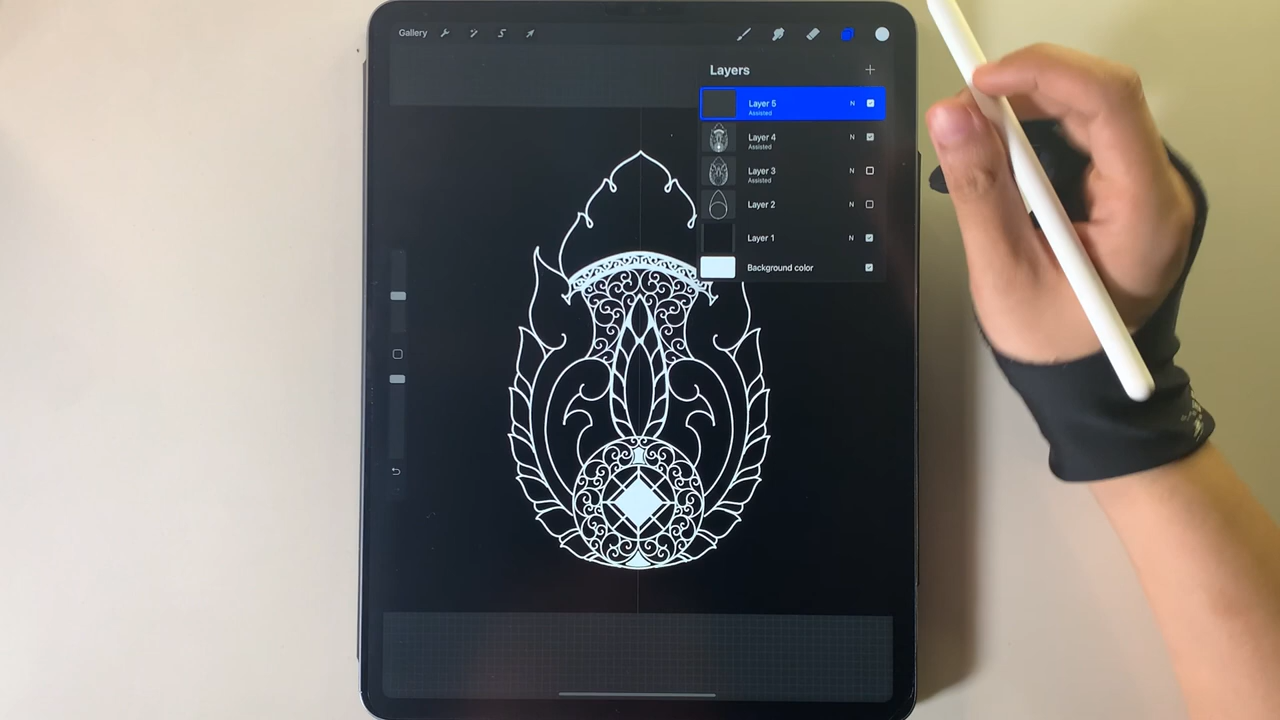 Gallery
Layers
Layer 5 N
Assisted
Layer 4 N
Assisted
Layer 3 N
Assisted
Layer 2 N
Layer 1 N
Background color